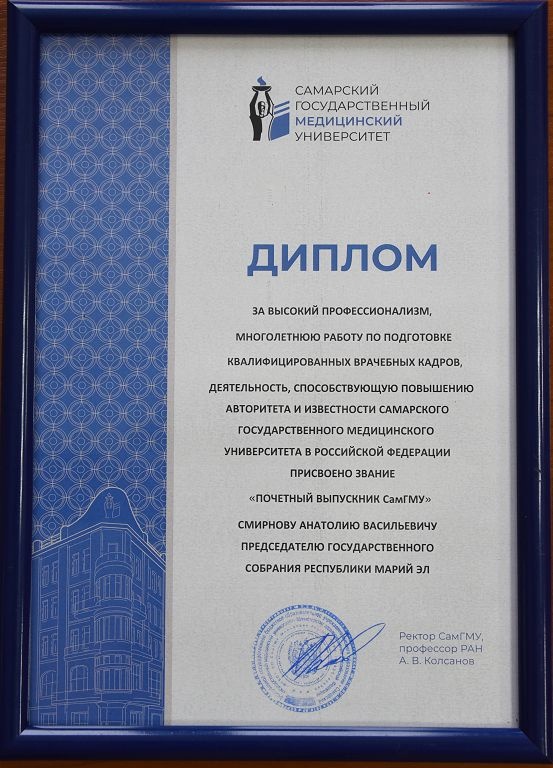 САМАРСКИЙ
ГОСУДАРСТВЕННЫЙ
МЕДИЦИНСКИЙ
УНИВЕРСИТЕТ
ДИПЛОМ
ЗА ВЫСОКИЙ ПРОФЕССИОНАЛИЗМ,
МНОГОЛЕТНЮЮ РАБОТУ ПО ПОДГОТОВКЕ
КВАЛИФИЦИРОВАННЫХ ВРАЧЕБНЫХ КАДРОВ,
ДЕЯТЕЛЬНОСТЬ, СПОСОБСТВУЮЩУЮ ПОВЫШЕНИЮ
АВТОРИТЕТА И ИЗВЕСТНОСТИ САМАРСКОГО
ГОСУДАРСТВЕННОГО МЕДИЦИНСКОГО
УНИВЕРСИТЕТА В РОССИЙСКОЙ ФЕДЕРАЦИИ
ПРИСВОЕНО ЗВАНИЕ
«ПОЧЕТНЫЙ ВЫПУСКНИК СамГМУ»
СМИРНОВУ АНАТОЛИЮ ВАСИЛЬЕВИЧУ
ПРЕДСЕДАТЕЛЮ ГОСУДАРСТВЕННОГО
СОБРАНИЯ РЕСПУБЛИКИ МАРИЙ ЭЛ
Ректор СамГМУ,
профессор РАН
А. В. Колсанов